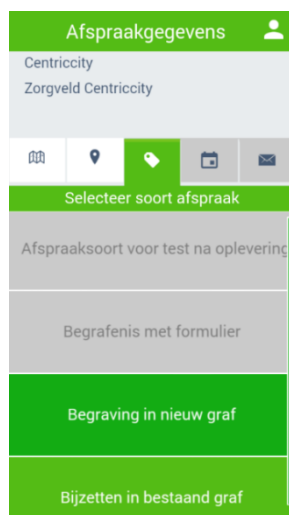 Afspraakgegevens
Centriccity
Zorgveld Centriccity
Selecteer soort afspraak
Afspraaksoort voor test na oplevering
Begrafenis met formulier
Begraving in nieuw graf
Bijzetten in bestaand graf